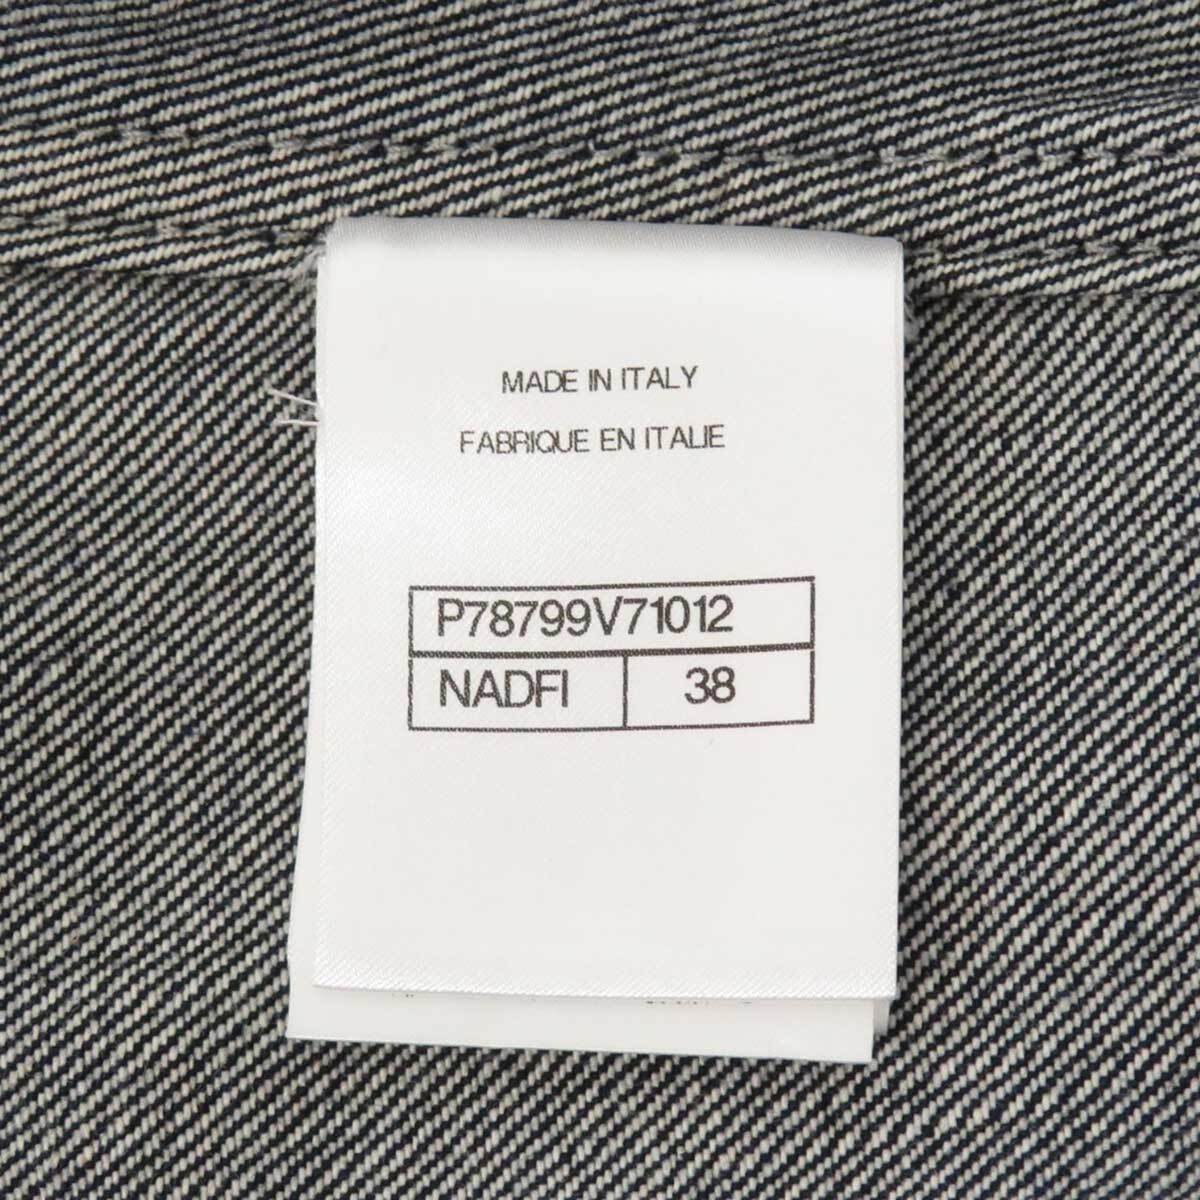 MADE IN ITALY
FABRIQUE EN ITALIE
P78799V71012
NADFI 38